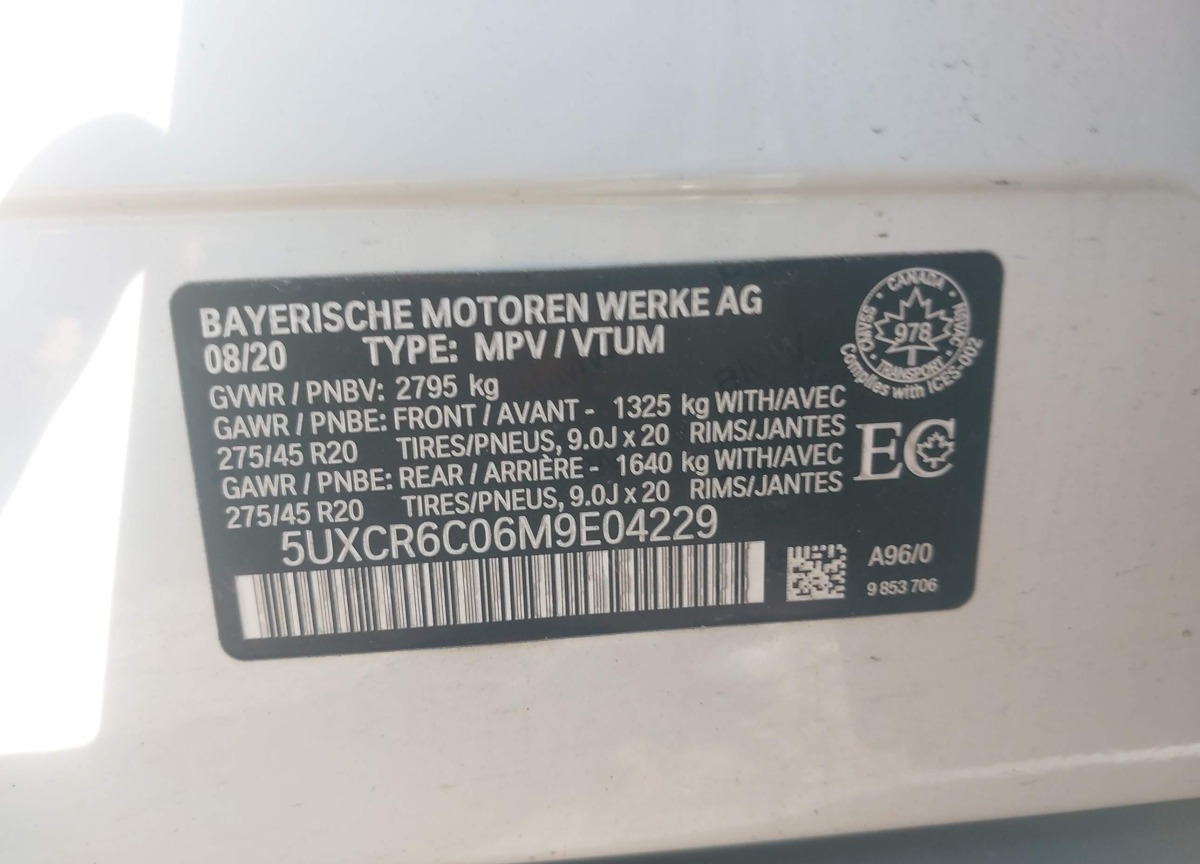 BAYERISCHE MOTOREN WERKE AG
08/20 TYPE: MPV / VTUM
GVWR / PNBV: 2795 kg
GAWR / PNBE: FRONT / AVANT - 1325 kg WITH/AVEC
275/45 R20 TIRES/PNEUS, 9.0J x 20 RIMS/JANTES
GAWR / PNBE: REAR / ARRIÈRE - 1640 kg WITH/AVEC
275/45 R20 TIRES/PNEUS, 9.0J x 20 RIMS/JANTES
5UXCR6C06M9E04229
CANADA
CMVSS
978
NSVAC
TRANSPORT
Complies with ICES-002
EC
A96/0
9 853 706